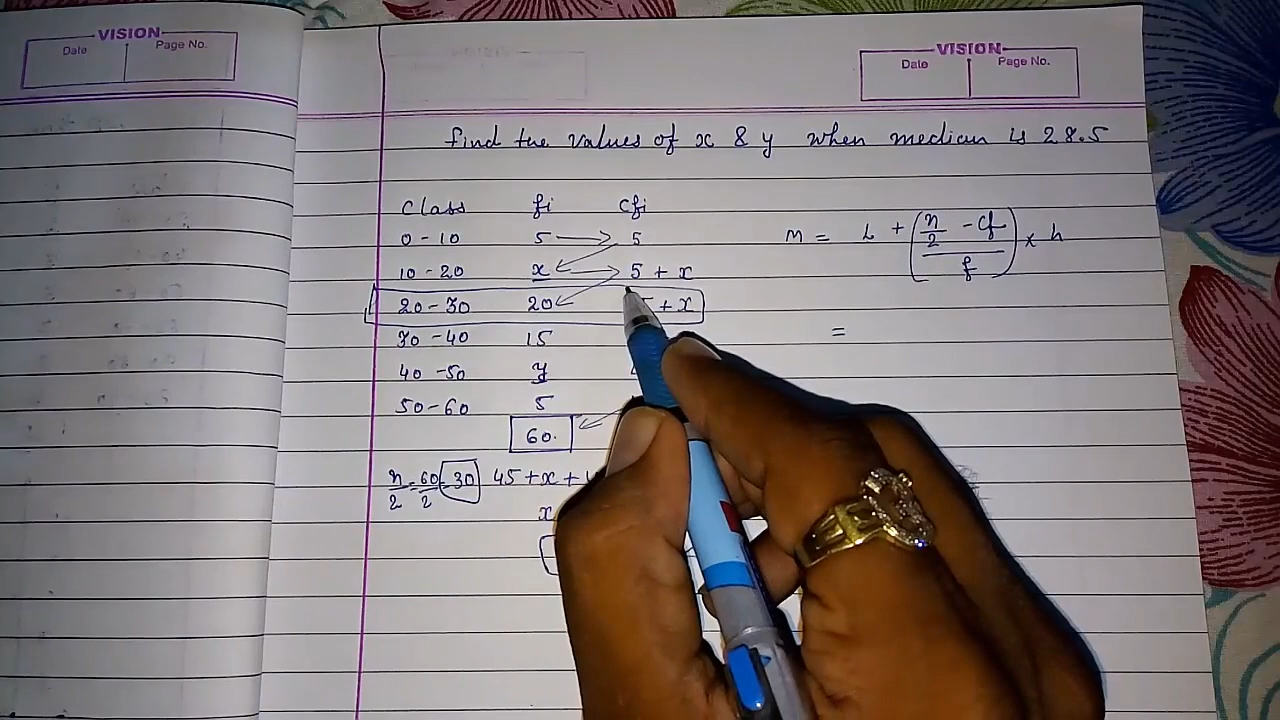 VISION
Date Page No.
VISION
Date Page No.
find the values of x & y when median is 28.5
Class fi cfi
0-10 5 5
10-20 x 5 + x
20-30 20 + x
30-40 15
40-50 y
50-60 5
60.
M = L + (n/2 - cf / f) x h
=
n/2 = 60/2 = 30 45 + x +
x